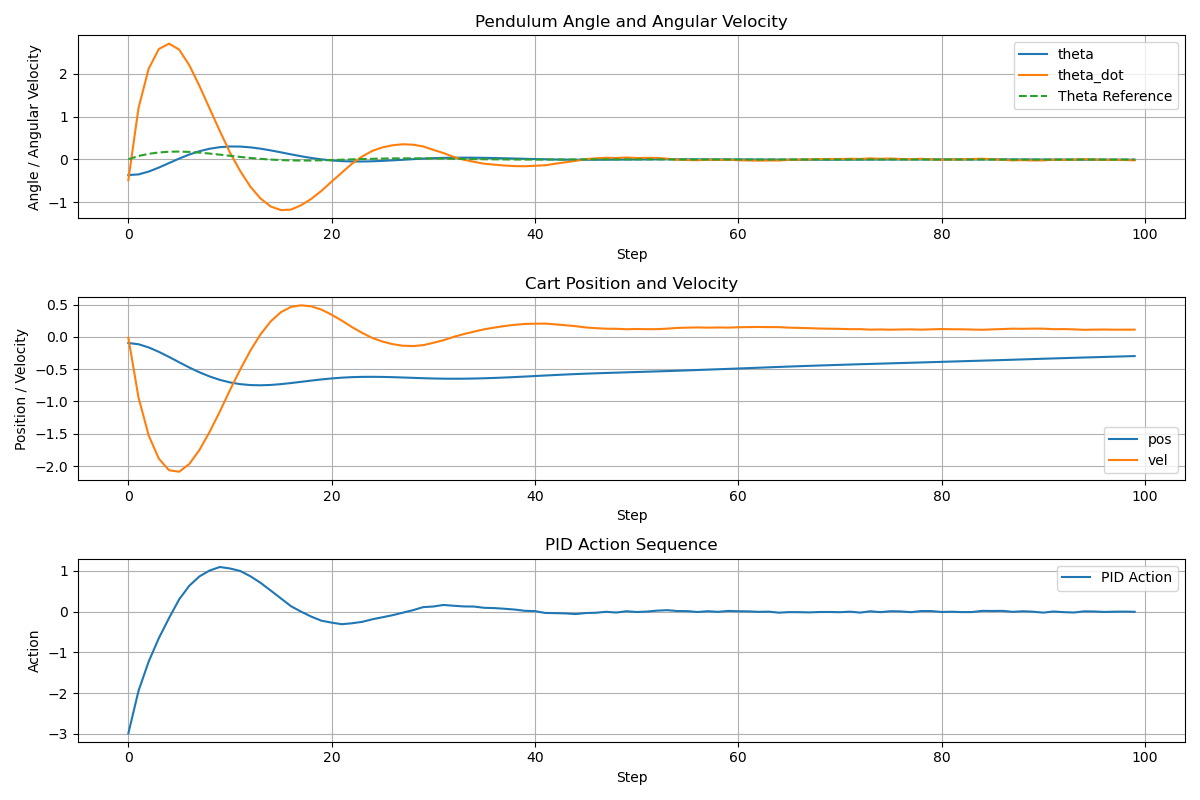 Pendulum Angle and Angular Velocity
Angle / Angular Velocity
2
1
0
−1
theta
theta_dot
Theta Reference
0 20 40 60 80 100
Step
Cart Position and Velocity
Position / Velocity
0.5
0.0
−0.5
−1.0
−1.5
−2.0
pos
vel
0 20 40 60 80 100
Step
PID Action Sequence
Action
1
0
−1
−2
−3
PID Action
0 20 40 60 80 100
Step